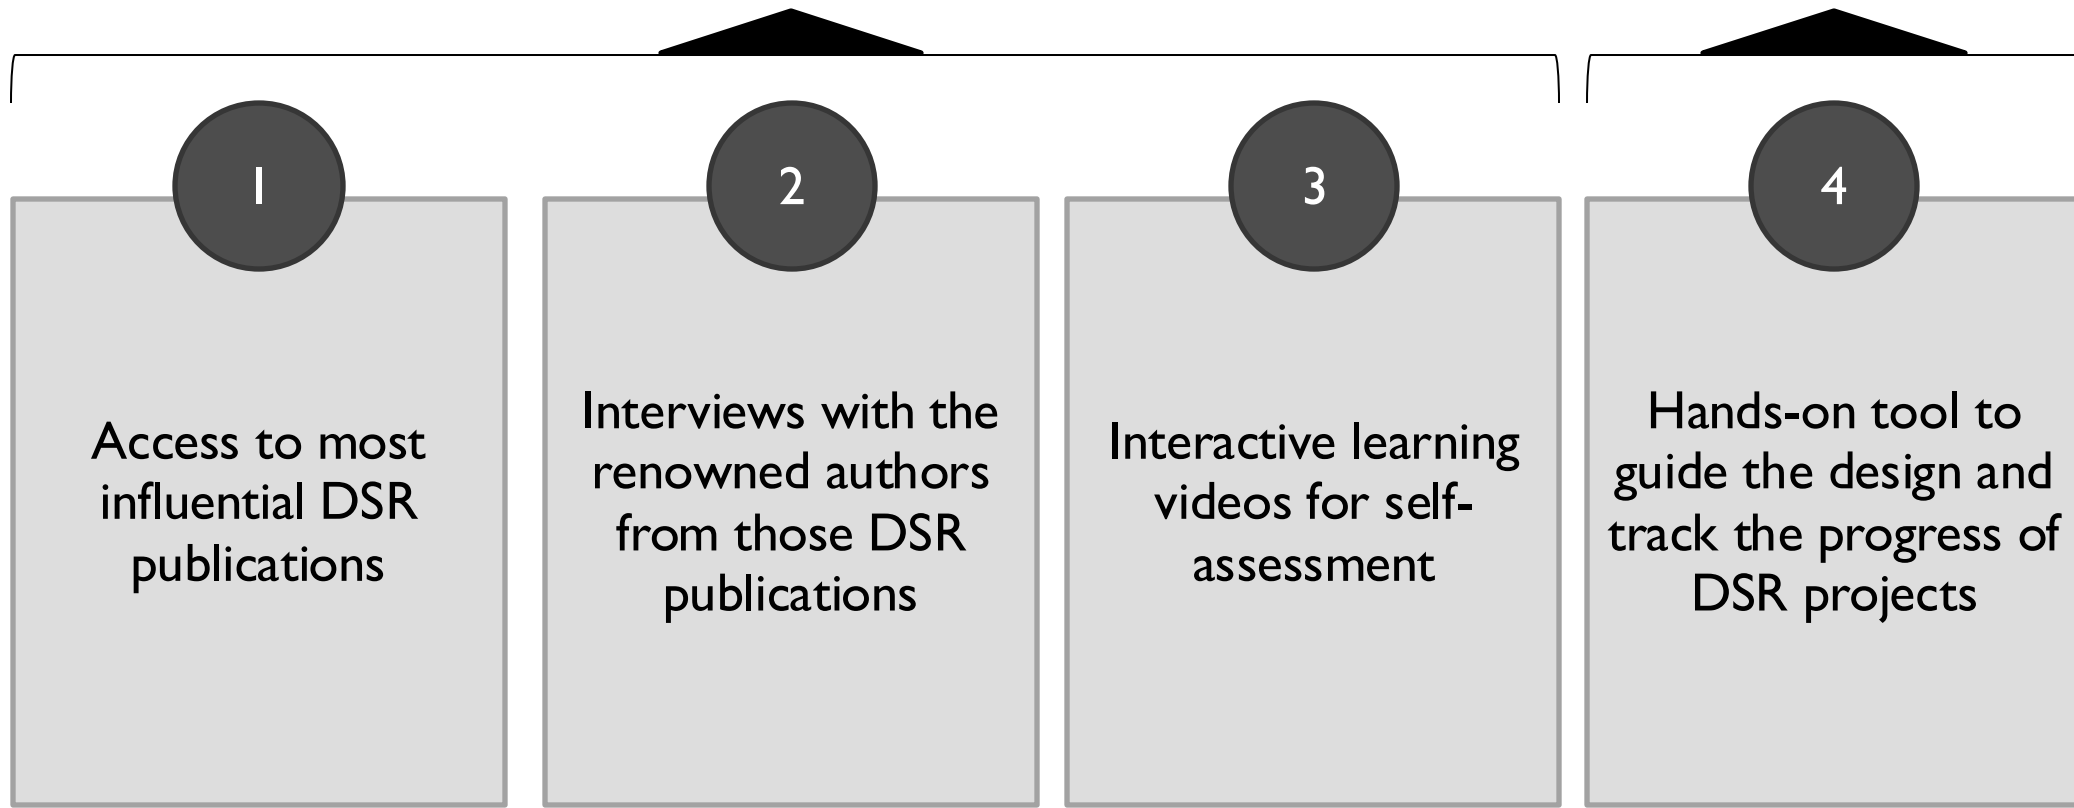 1
Access to most
influential DSR
publications
2
Interviews with the
renowned authors
from those DSR
publications
3
Interactive learning
videos for self-
assessment
4
Hands-on tool to
guide the design and
track the progress of
DSR projects